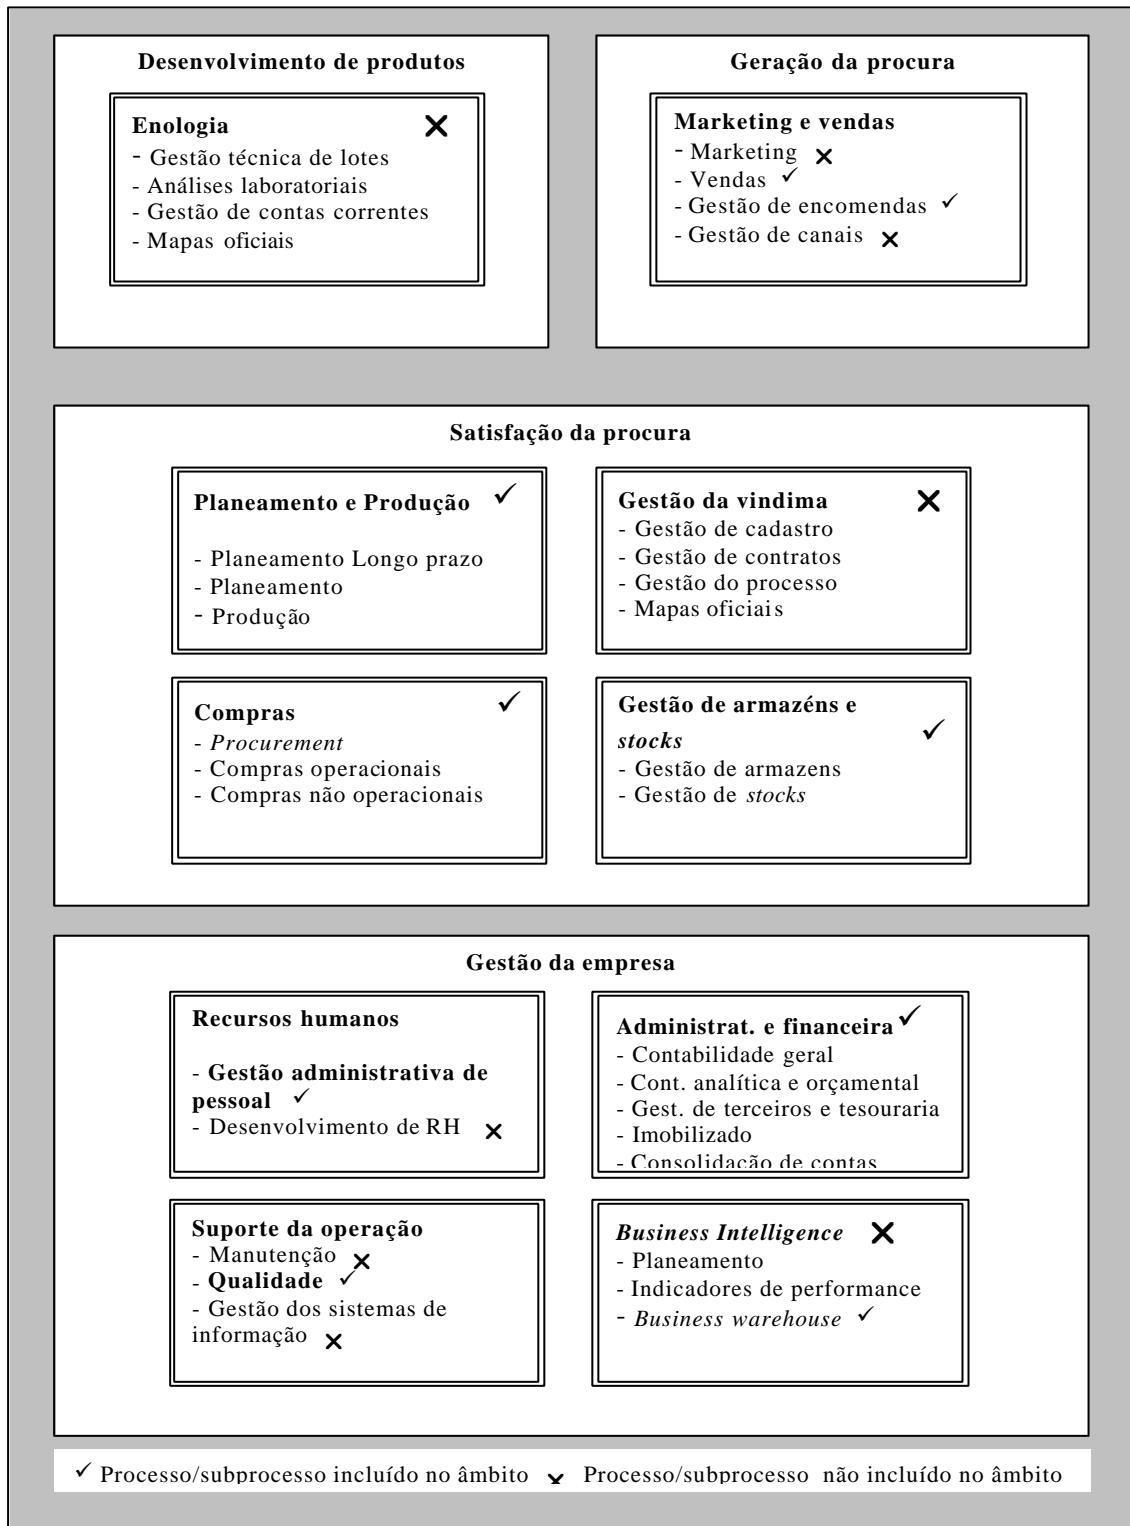 Desenvolvimento de produtos
Enologia ✕
- Gestão técnica de lotes
- Análises laboratoriais
- Gestão de contas correntes
- Mapas oficiais
Geração da procura
Marketing e vendas
- Marketing ✕
- Vendas ✓
- Gestão de encomendas ✓
- Gestão de canais ✕
Satisfação da procura
Planeamento e Produção ✓
- Planeamento Longo prazo
- Planeamento
- Produção
Gestão da vindima ✕
- Gestão de cadastro
- Gestão de contratos
- Gestão do processo
- Mapas oficiais
Compras ✓
- Procurement
- Compras operacionais
- Compras não operacionais
Gestão de armazéns e
stocks ✓
- Gestão de armazens
- Gestão de stocks
Gestão da empresa
Recursos humanos
- Gestão administrativa de
pessoal ✓
- Desenvolvimento de RH ✕
Administrat. e financeira ✓
- Contabilidade geral
- Cont. analítica e orçamental
- Gest. de terceiros e tesouraria
- Imobilizado
- Consolidação de contas
Suporte da operação
- Manutenção ✕
- Qualidade ✓
- Gestão dos sistemas de
informação ✕
Business Intelligence ✕
- Planeamento
- Indicadores de performance
- Business warehouse ✓
✓ Processo/subprocesso incluído no âmbito ✕ Processo/subprocesso não incluído no âmbito